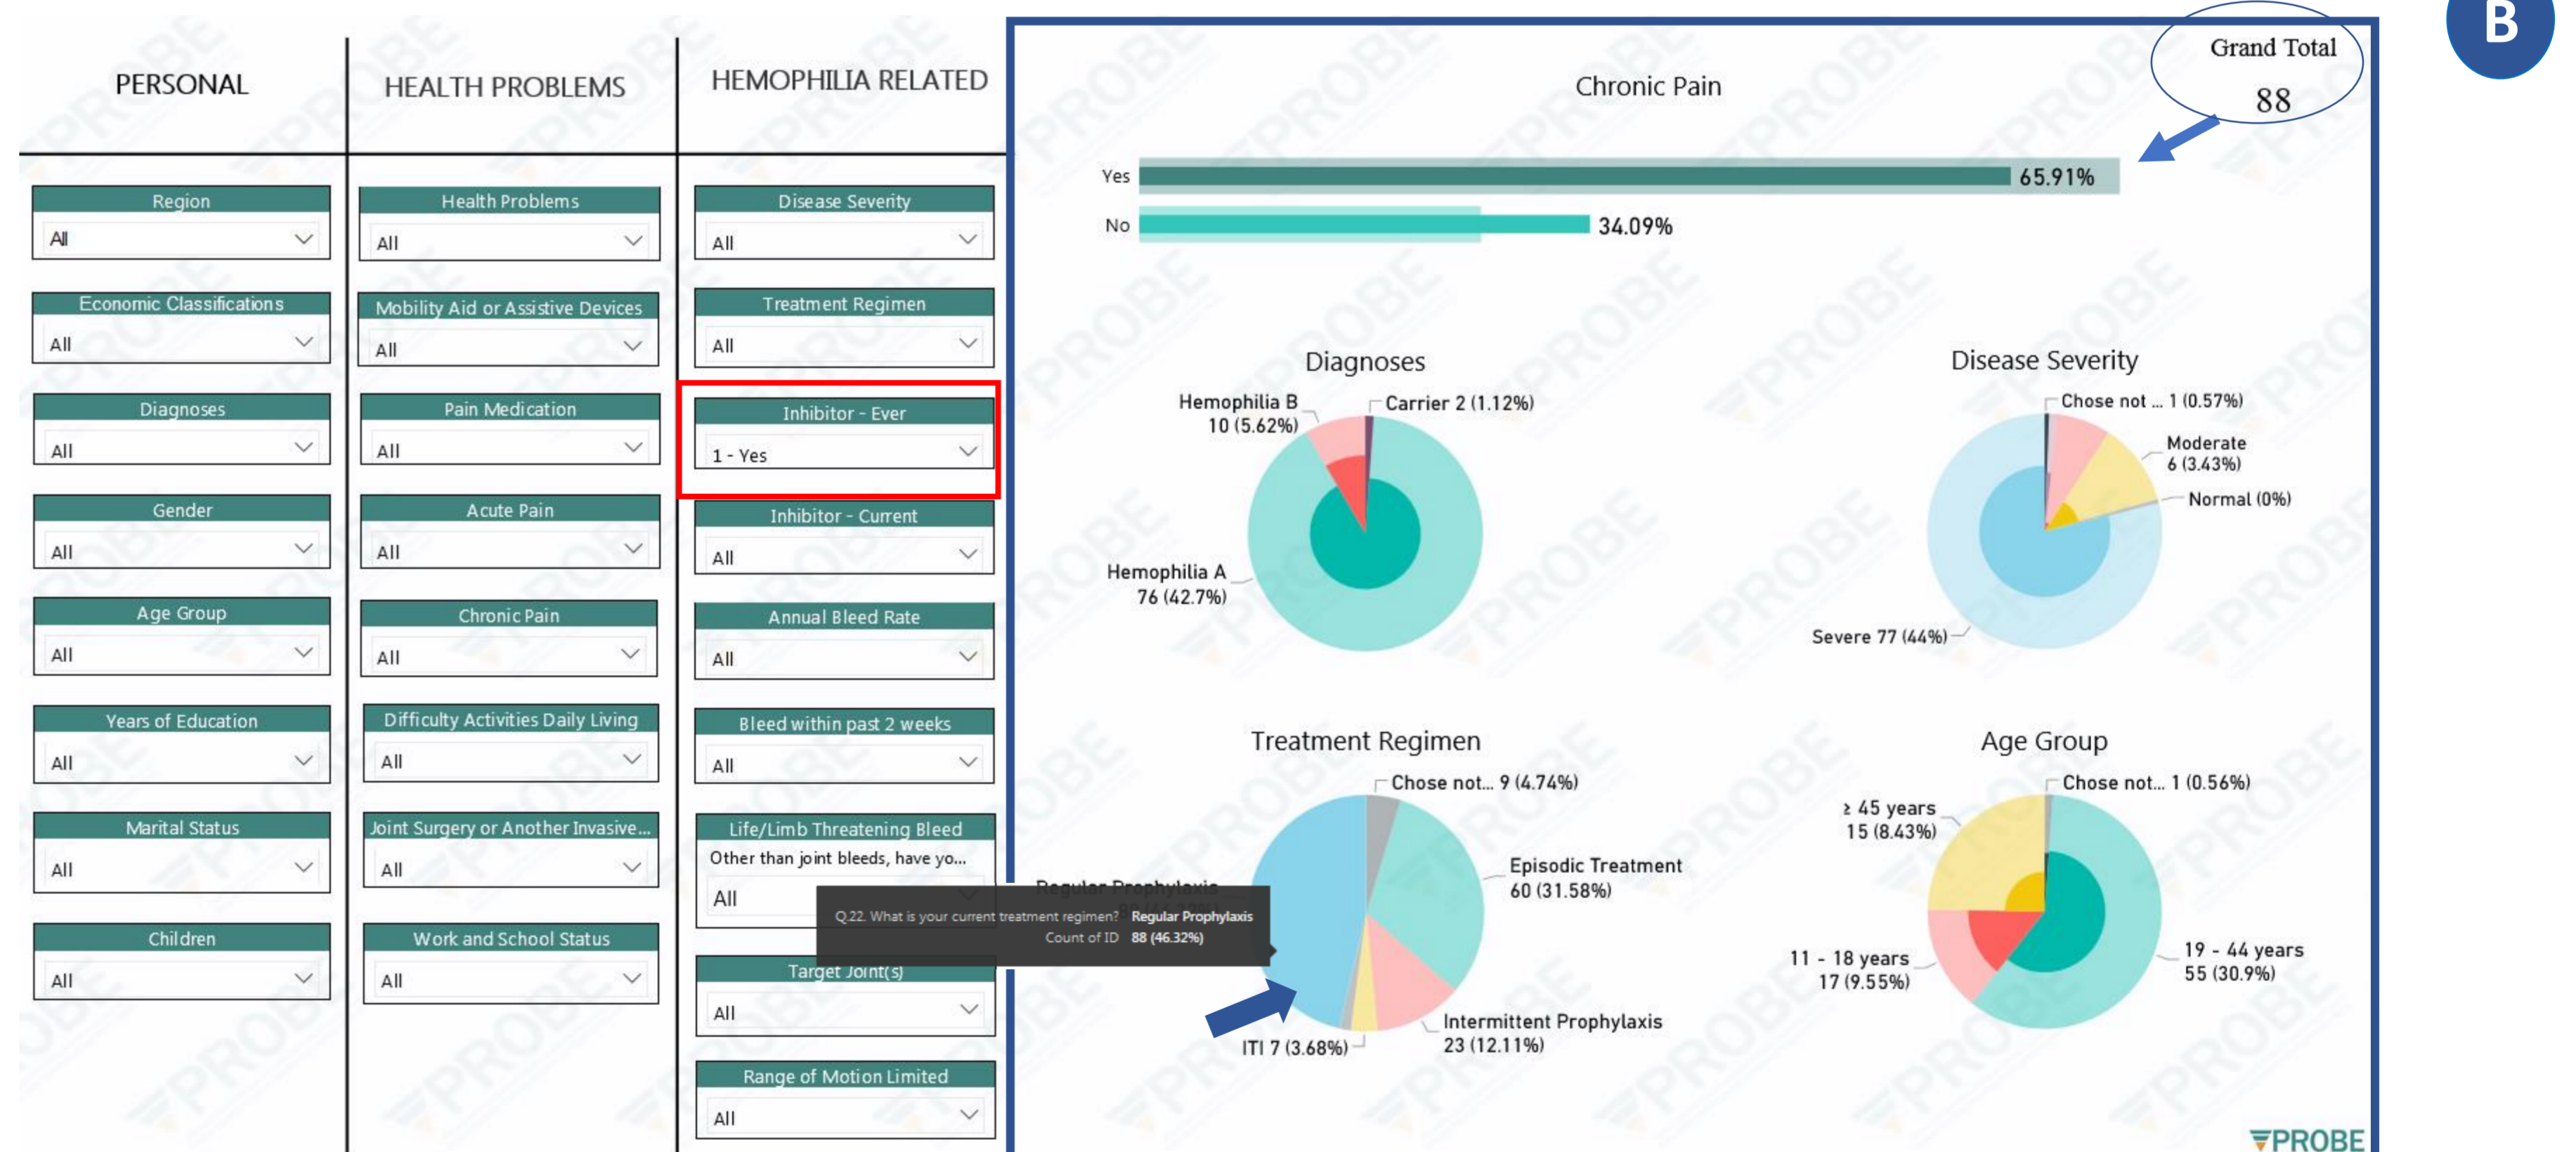 B
PERSONAL
HEALTH PROBLEMS
HEMOPHILIA RELATED
Region
All
Economic Classifications
All
Diagnoses
All
Gender
All
Age Group
All
Years of Education
All
Marital Status
All
Children
All
Health Problems
All
Mobility Aid or Assistive Devices
All
Pain Medication
All
Acute Pain
All
Chronic Pain
All
Difficulty Activities Daily Living
All
Joint Surgery or Another Invasive...
All
Work and School Status
All
Disease Severity
All
Treatment Regimen
All
Inhibitor - Ever
1 - Yes
Inhibitor - Current
All
Annual Bleed Rate
All
Bleed within past 2 weeks
All
Life/Limb Threatening Bleed
Other than joint bleeds, have yo...
All
Target Joint(s)
All
Range of Motion Limited
All
Grand Total
88
Chronic Pain
Yes 65.91%
No 34.09%
Diagnoses
Hemophilia B
10 (5.62%)
Carrier 2 (1.12%)
Hemophilia A
76 (42.7%)
Disease Severity
Chose not ... 1 (0.57%)
Moderate
6 (3.43%)
Normal (0%)
Severe 77 (44%)
Treatment Regimen
Chose not... 9 (4.74%)
Episodic Treatment
60 (31.58%)
Regular Prophylaxis
Intermittent Prophylaxis
23 (12.11%)
ITI 7 (3.68%)
Q.22. What is your current treatment regimen? Regular Prophylaxis
Count of ID 88 (46.32%)
Age Group
Chose not... 1 (0.56%)
≥ 45 years
15 (8.43%)
11 - 18 years
17 (9.55%)
19 - 44 years
55 (30.9%)
PROBE